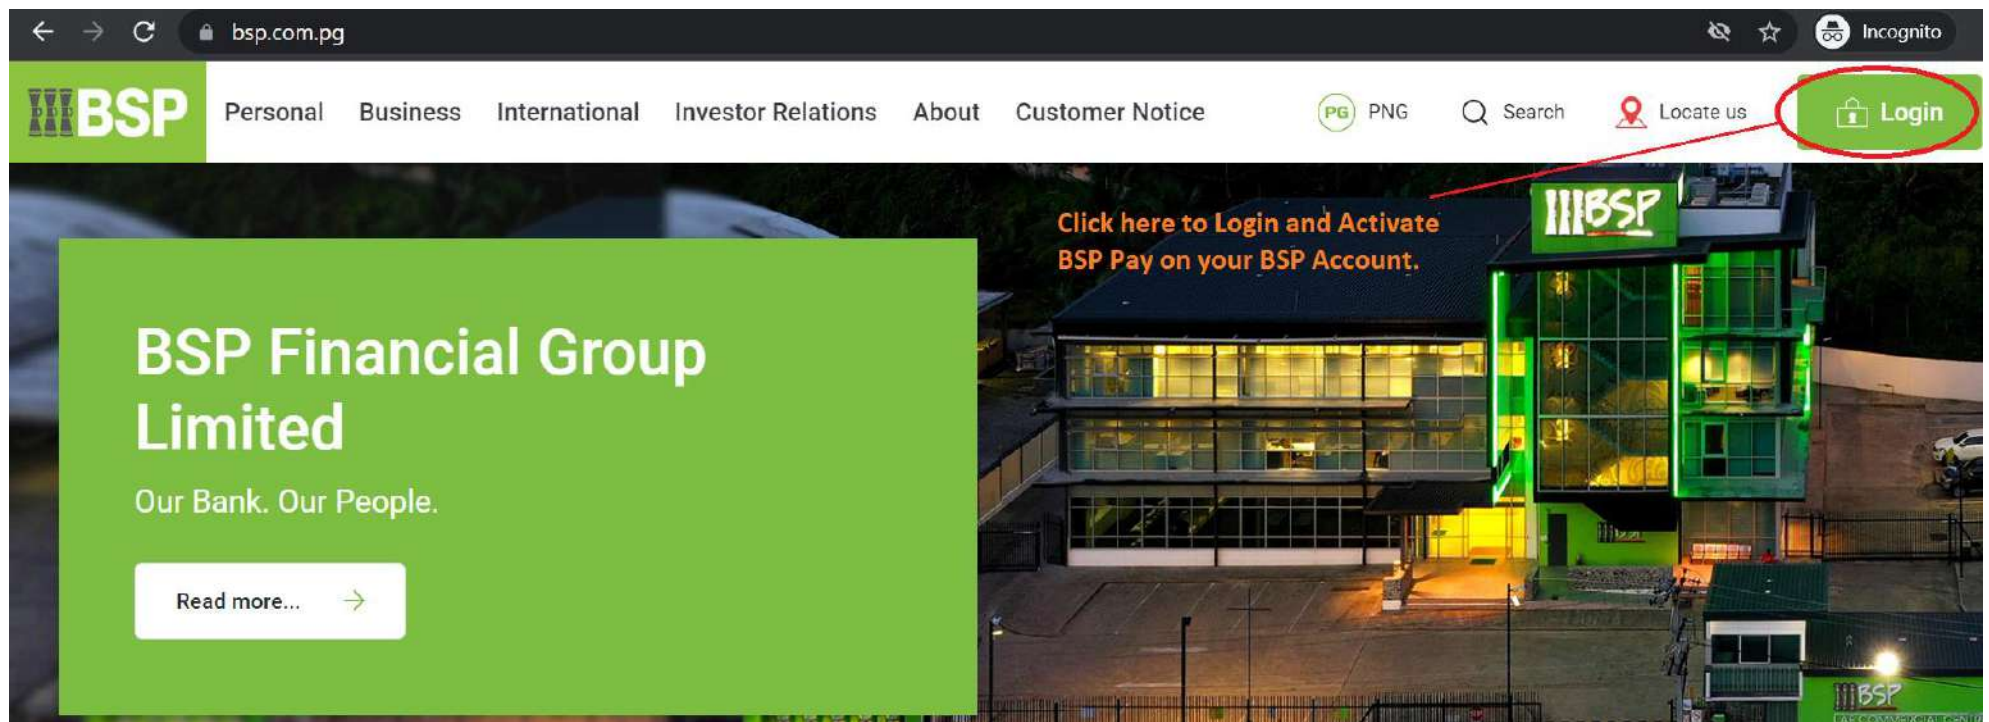 bsp.com.pg
Incognito
BSP
Personal
Business
International
Investor Relations
About
Customer Notice
PG
PNG
Search
Locate us
Login
Click here to Login and Activate
BSP Pay on your BSP Account.
BSP
BSP Financial Group
Limited
Our Bank. Our People.
Read more...
BSP